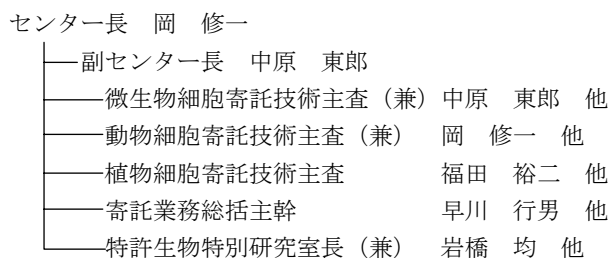 センター長　岡　修一
副センター長　中原　東郎
微生物細胞寄託技術主査（兼）中原　東郎　他
動物細胞寄託技術主査（兼）　岡　修一　他
植物細胞寄託技術主査　福田　裕二　他
寄託業務総括主幹　早川　行男　他
特許生物特別研究室長（兼）　岩橋　均　他